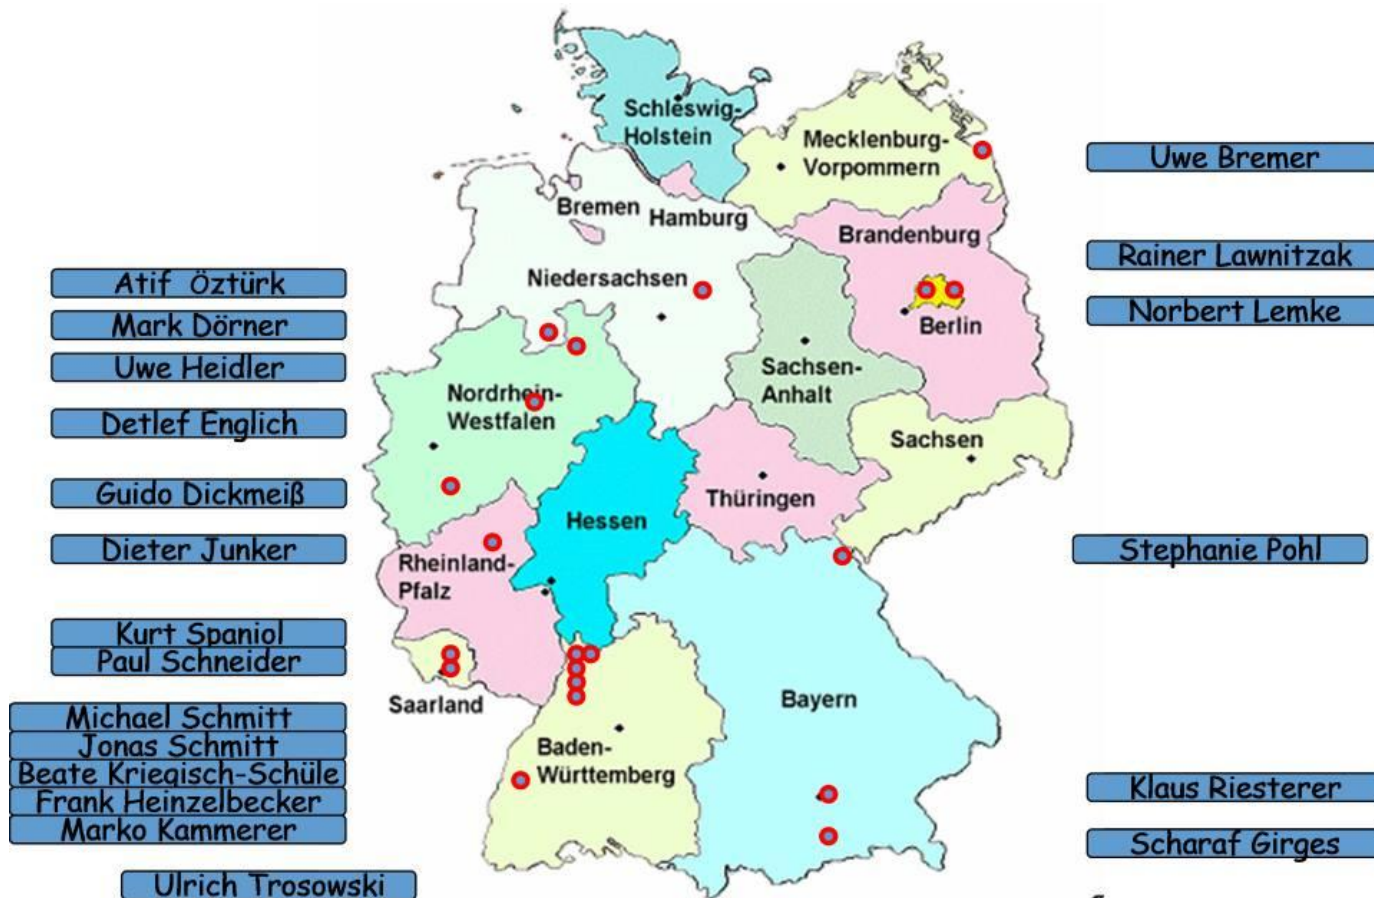 Schleswig-
Holstein
Mecklenburg-
Vorpommern
Bremen
Hamburg
Brandenburg
Niedersachsen
Berlin
Sachsen-
Anhalt
Nordrhein-
Westfalen
Sachsen
Thüringen
Hessen
Rheinland-
Pfalz
Saarland
Bayern
Baden-
Württemberg
Atif Öztürk
Mark Dörner
Uwe Heidler
Detlef Englich
Guido Dickmeiß
Dieter Junker
Kurt Spaniol
Paul Schneider
Michael Schmitt
Jonas Schmitt
Beate Kriegisch-Schüle
Frank Heinzelbecker
Marko Kammerer
Ulrich Trosowski
Uwe Bremer
Rainer Lawnitzak
Norbert Lemke
Stephanie Pohl
Klaus Riesterer
Scharaf Girges